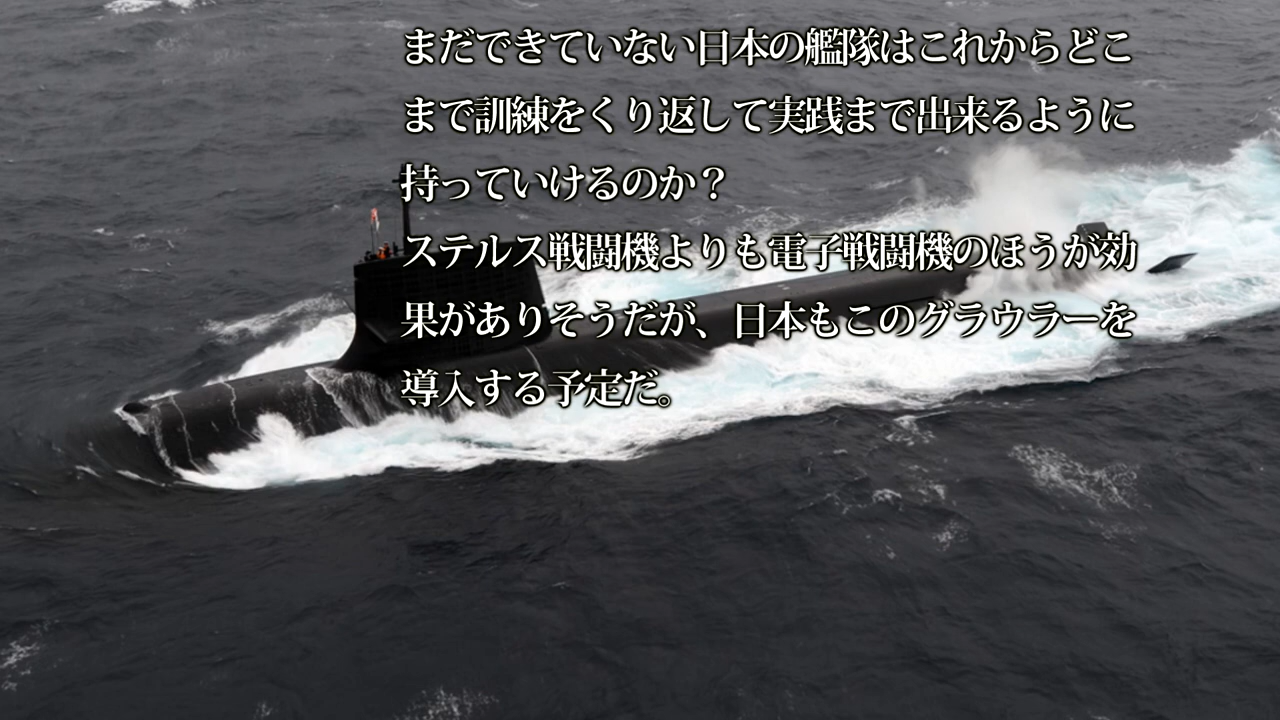 まだできていない日本の艦隊はこれからどこ
まで訓練をくり返して実践まで出来るように
持っていけるのか？
ステルス戦闘機よりも電子戦闘機のほうが効
果がありそうだが、日本もこのグラウラーを
導入する予定だ。